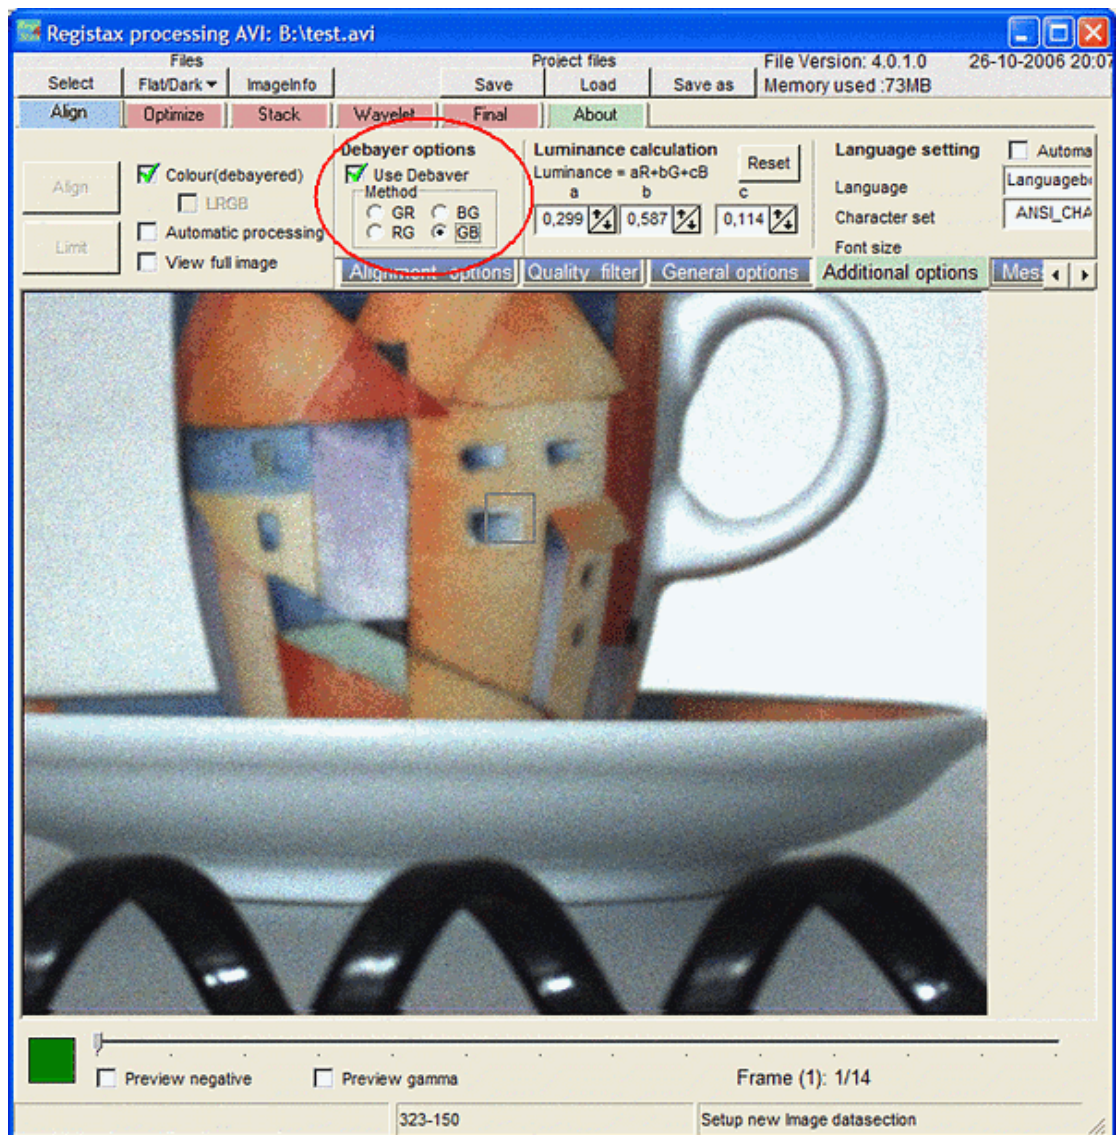 Registax processing AVI: B:\test.avi
Files Project files File Version: 4.0.1.0 26-10-2006 20:07
Select Flat/Dark ImageInfo Save Load Save as Memory used :73MB
Align Optimize Stack Wavelet Final About
Debayer options
Use Debayer
Method
GR BG
RG GB
Luminance calculation
Luminance = aR+bG+cB
Reset
a b c
0,299 0,587 0,114
Language setting
Automa
Language
Character set ANSI_CHA
Font size
Align
Limit
Colour(debayered)
LRGB
Automatic processing
View full image
Alignment options Quality filter General options Additional options Mes
Preview negative Preview gamma Frame (1): 1/14
323-150 Setup new Image datasection